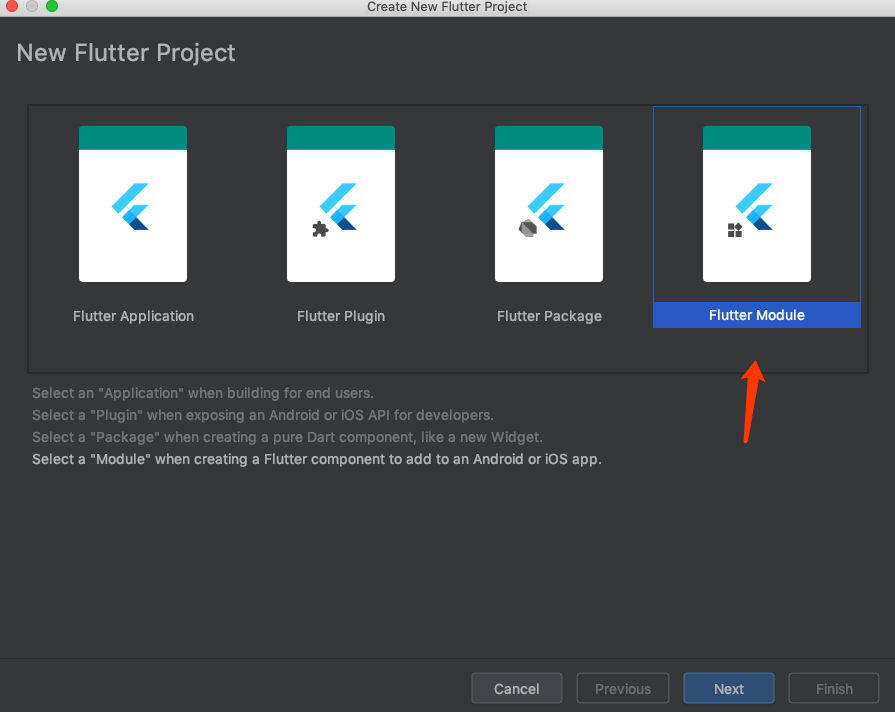 Create New Flutter Project
New Flutter Project
Flutter Application
Flutter Plugin
Flutter Package
Flutter Module
Select an "Application" when building for end users.
Select a "Plugin" when exposing an Android or iOS API for developers.
Select a "Package" when creating a pure Dart component, like a new Widget.
Select a "Module" when creating a Flutter component to add to an Android or iOS app.
Cancel
Previous
Next
Finish